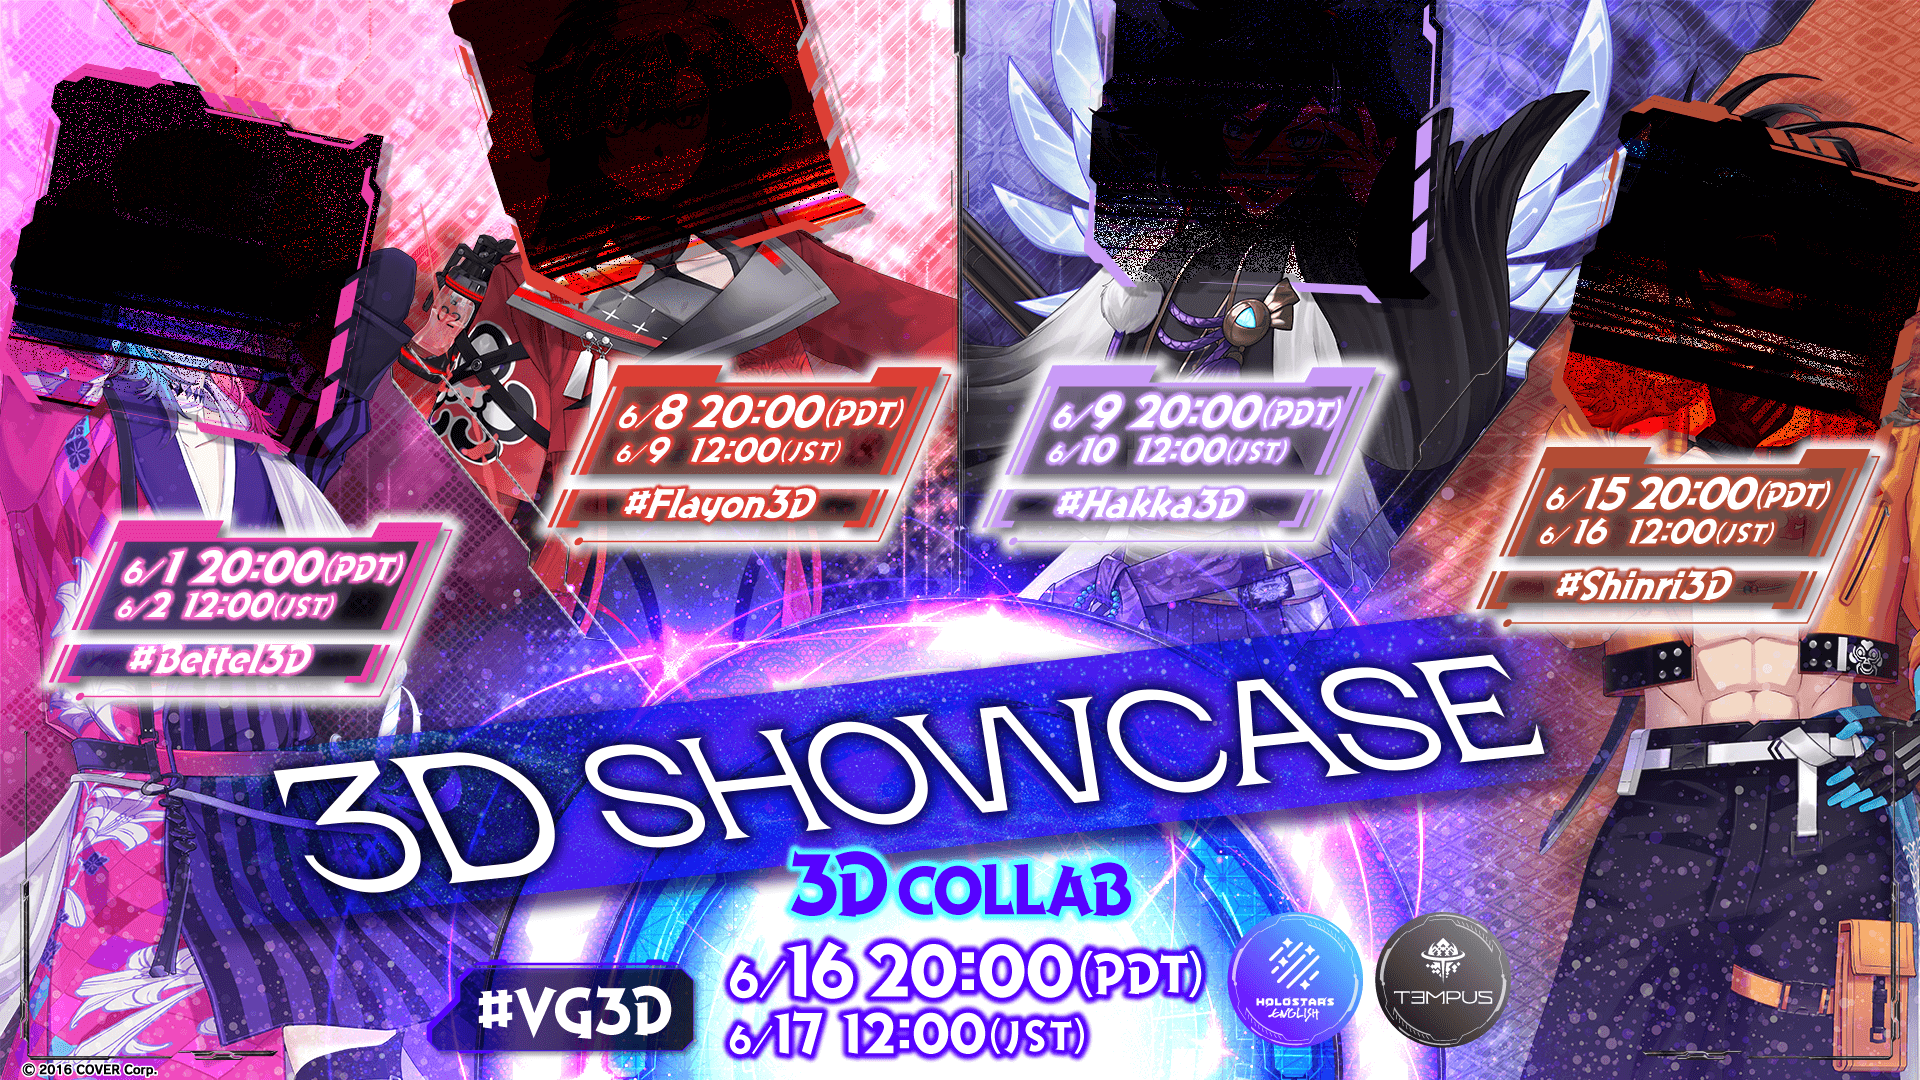 6/1 20:00(PDT)
6/2 12:00(JST)
#Bettel3D
6/8 20:00(PDT)
6/9 12:00(JST)
#Flayon3D
6/9 20:00(PDT)
6/10 12:00(JST)
#Hakka3D
6/15 20:00(PDT)
6/16 12:00(JST)
#Shinri3D
02
3D SHOWCASE
3D COLLAB
#VG3D
6/16 20:00(PDT)
6/17 12:00(JST)
HOLOSTARS
ENGLISH
TEMPUS
© 2016 COVER Corp.